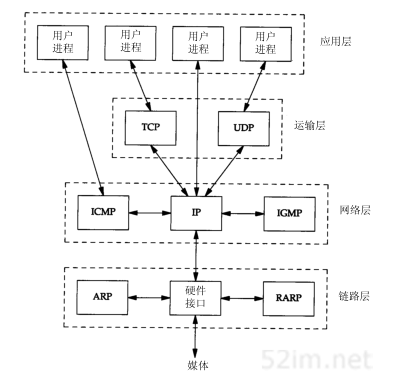 用户
进程
用户
进程
用户
进程
用户
进程
应用层
TCP
UDP
运输层
ICMP
IP
IGMP
网络层
ARP
硬件
接口
RARP
链路层
媒体
52im.net